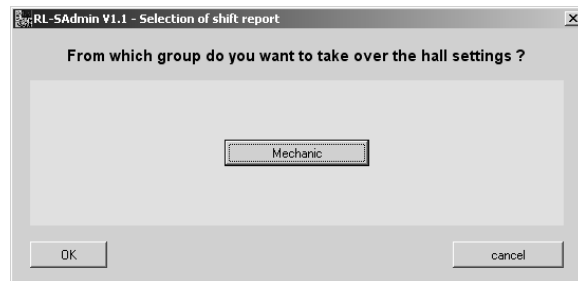 RL-SAdmin V1.1 - Selection of shift report
From which group do you want to take over the hall settings ?
Mechanic
OK
cancel